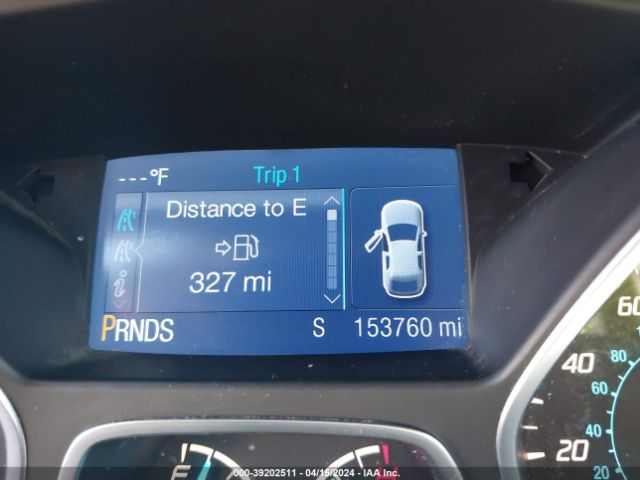 ---°F Trip 1
Distance to E
327 mi
i
PRNDS S 153760 mi
60
40 80
60
20 40
20
F H
000-39202511 - 04/15/2024 - IAA Inc.